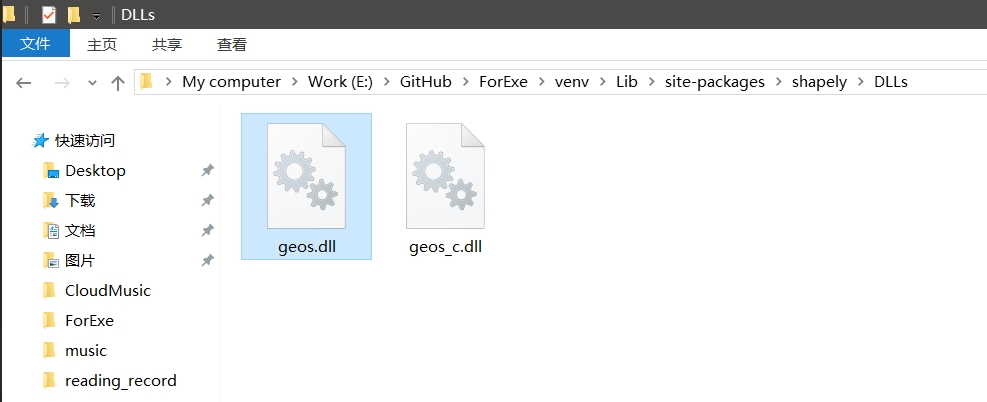 DLLs
文件 主页 共享 查看
My computer Work (E:) GitHub ForExe venv Lib site-packages shapely DLLs
快速访问
Desktop
下载
文档
图片
CloudMusic
ForExe
music
reading_record
geos.dll geos_c.dll